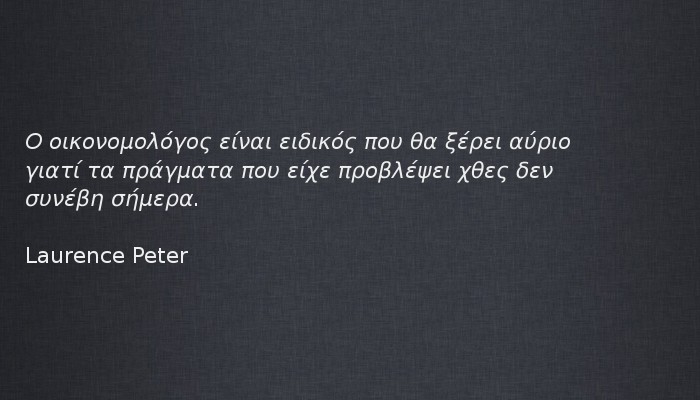 Ο οικονομολόγος είναι ειδικός που θα ξέρει αύριο
γιατί τα πράγματα που είχε προβλέψει χθες δεν
συνέβη σήμερα.
Laurence Peter